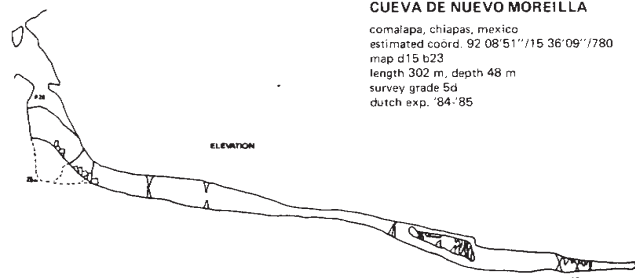 CUEVA DE NUEVO MOREILLA
comalapa, chiapas, mexico
estimated coörd. 92 08'51''/15 36'09''/780
map d15 b23
length 302 m, depth 48 m
survey grade 5d
dutch exp. '84-'85
ELEVATION